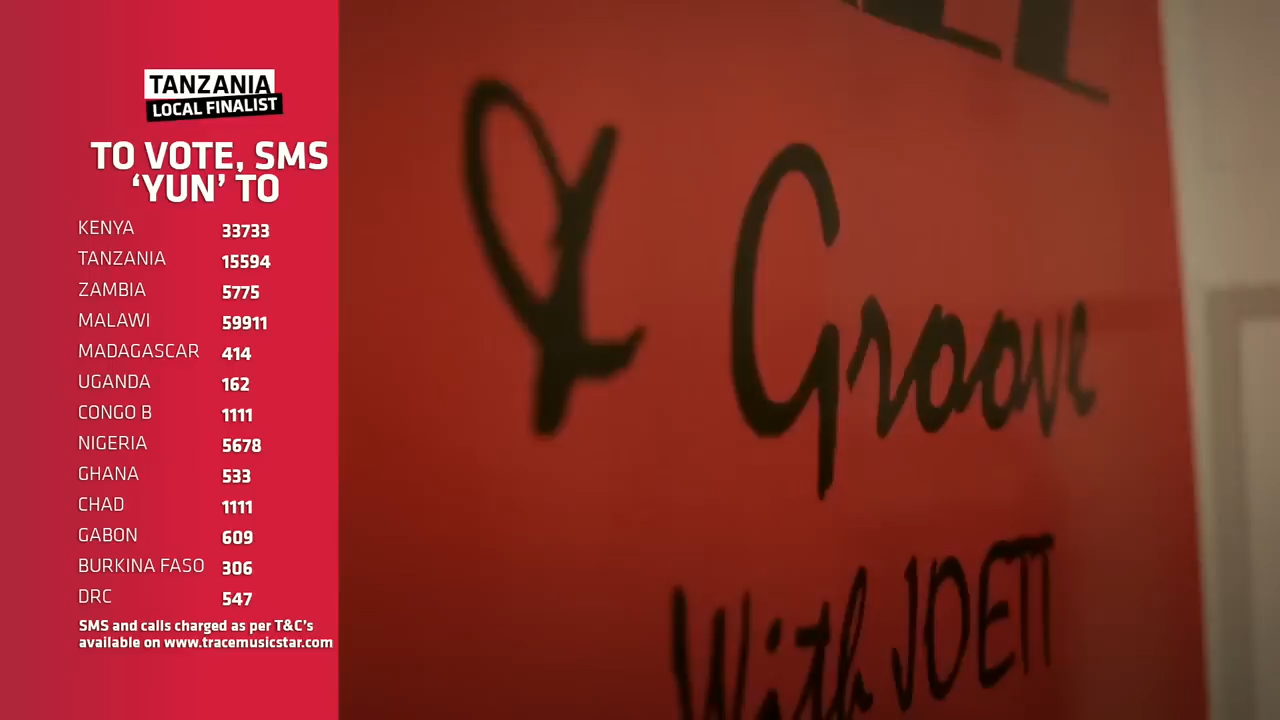 TANZANIA
LOCAL FINALIST
TO VOTE, SMS
‘YUN’ TO
KENYA 33733
TANZANIA 15594
ZAMBIA 5775
MALAWI 59911
MADAGASCAR 414
UGANDA 162
CONGO B 1111
NIGERIA 5678
GHANA 533
CHAD 1111
GABON 609
BURKINA FASO 306
DRC 547
SMS and calls charged as per T&C's
available on www.tracemusicstar.com
& Groove
With JOETT